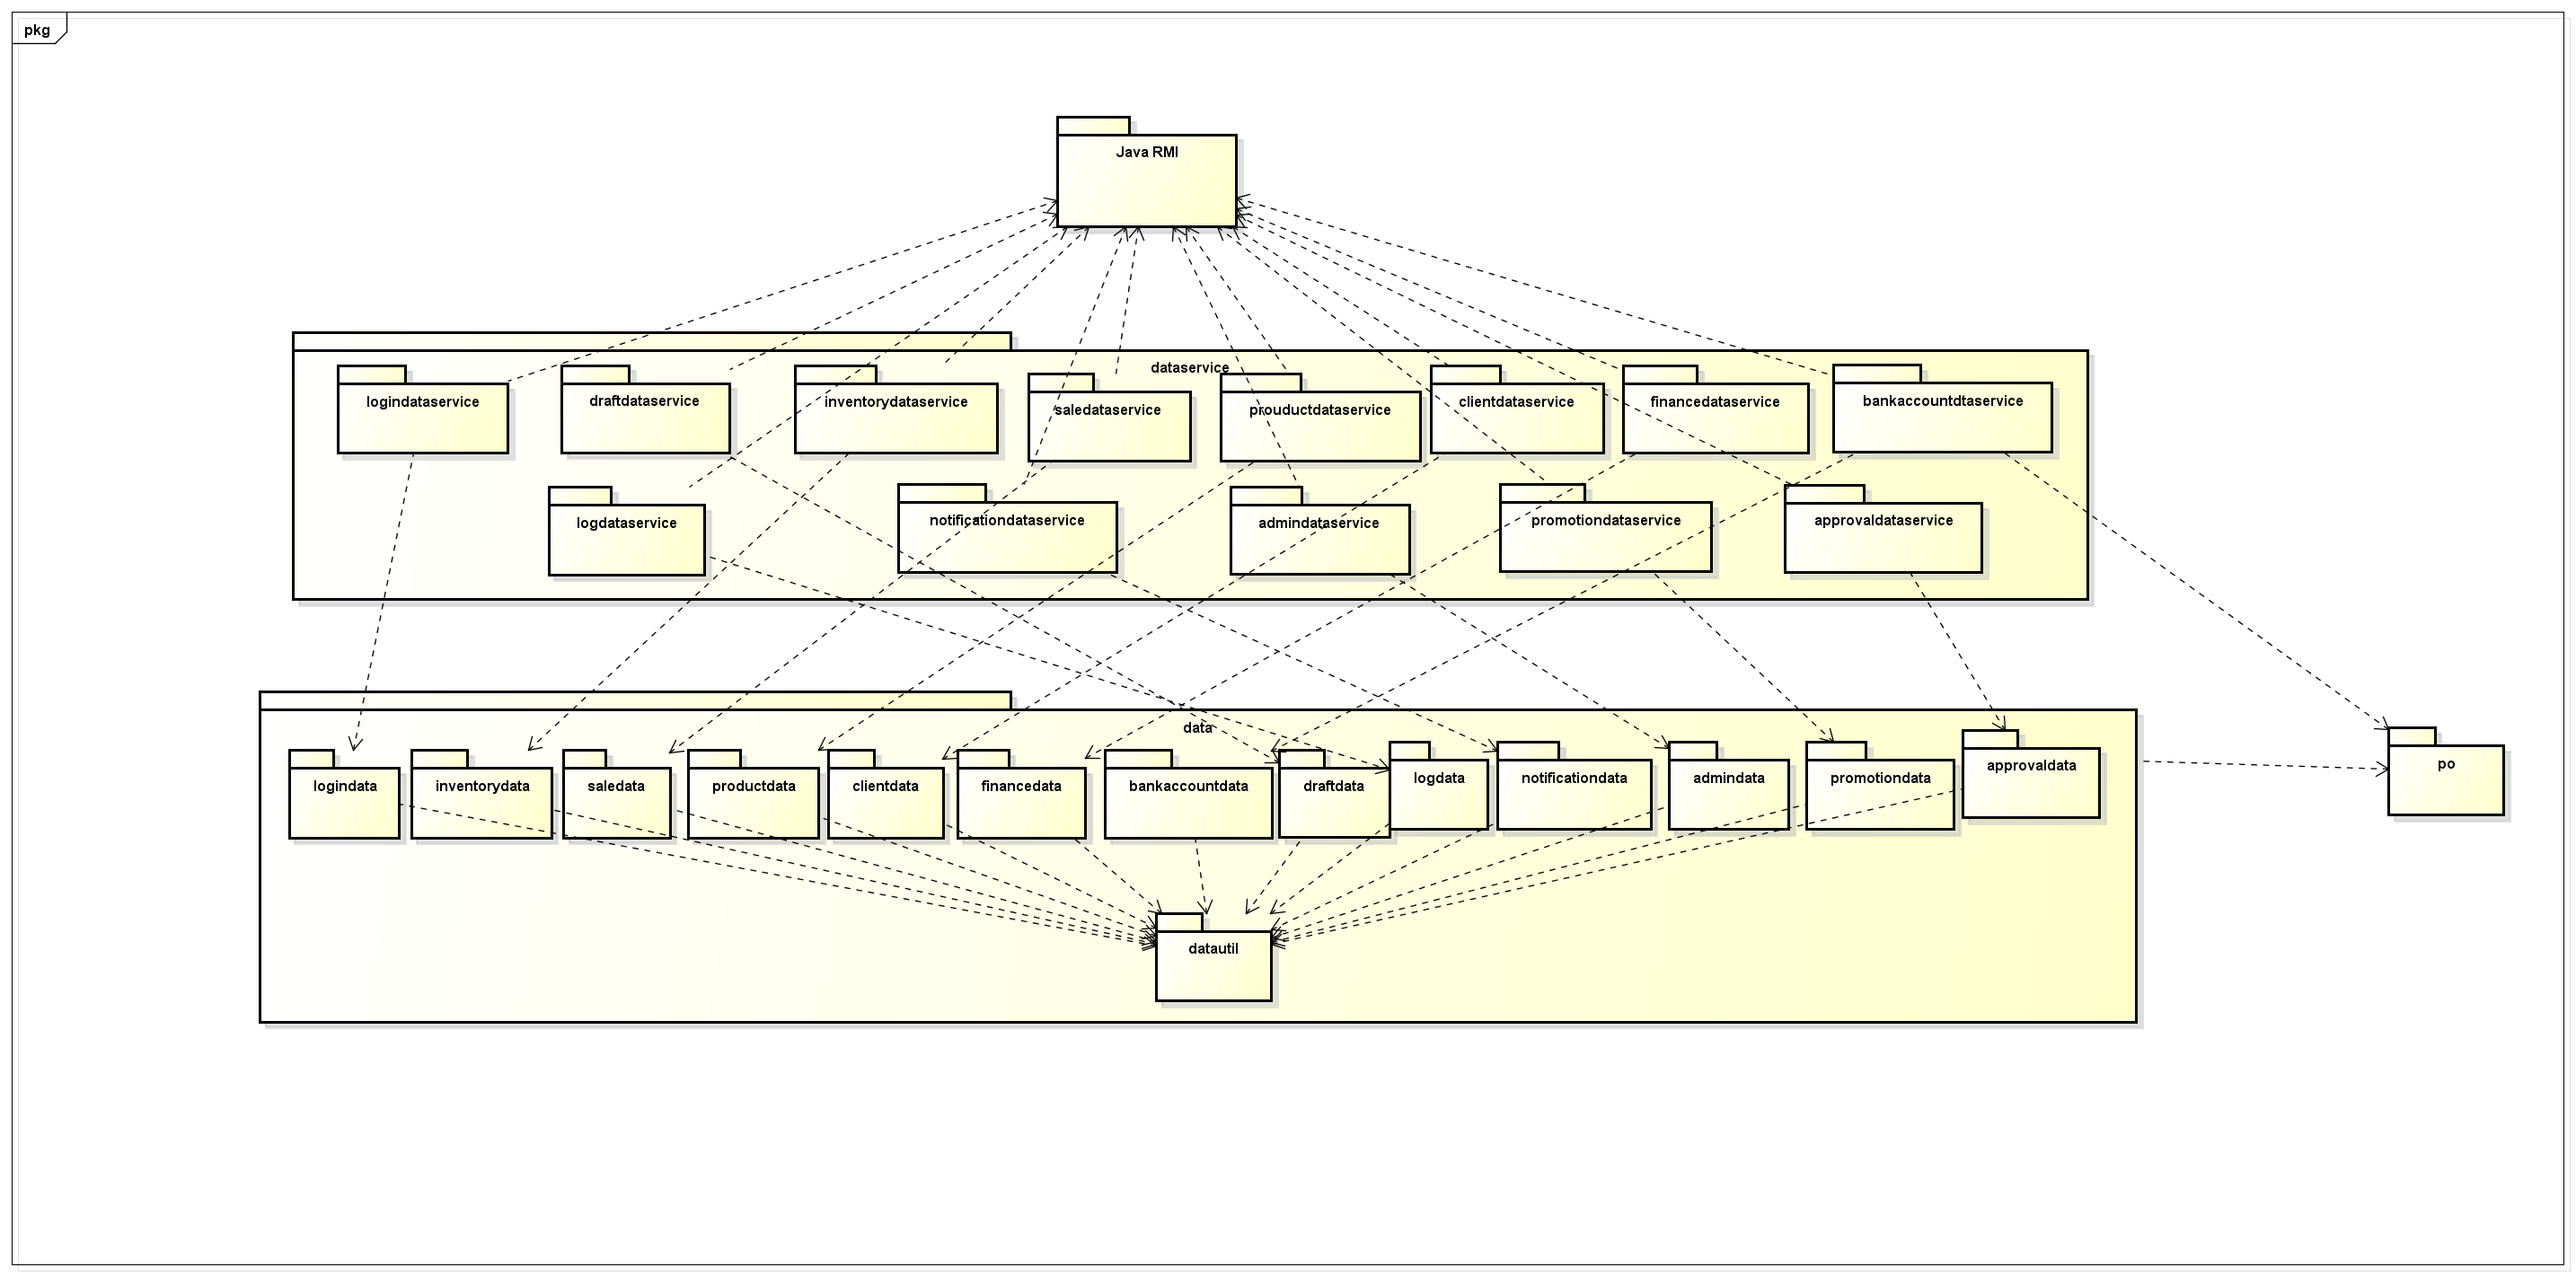 pkg
Java RMI
dataservice
logindataservice
draftdataservice
inventorydataservice
saledataservice
prouductdataservice
clientdataservice
financedataservice
bankaccountdtaservice
logdataservice
notificationdataservice
admindataservice
promotiondataservice
approvaldataservice
data
logindata
inventorydata
saledata
productdata
clientdata
financedata
bankaccountdata
draftdata
logdata
notificationdata
admindata
promotiondata
approvaldata
po
datautil